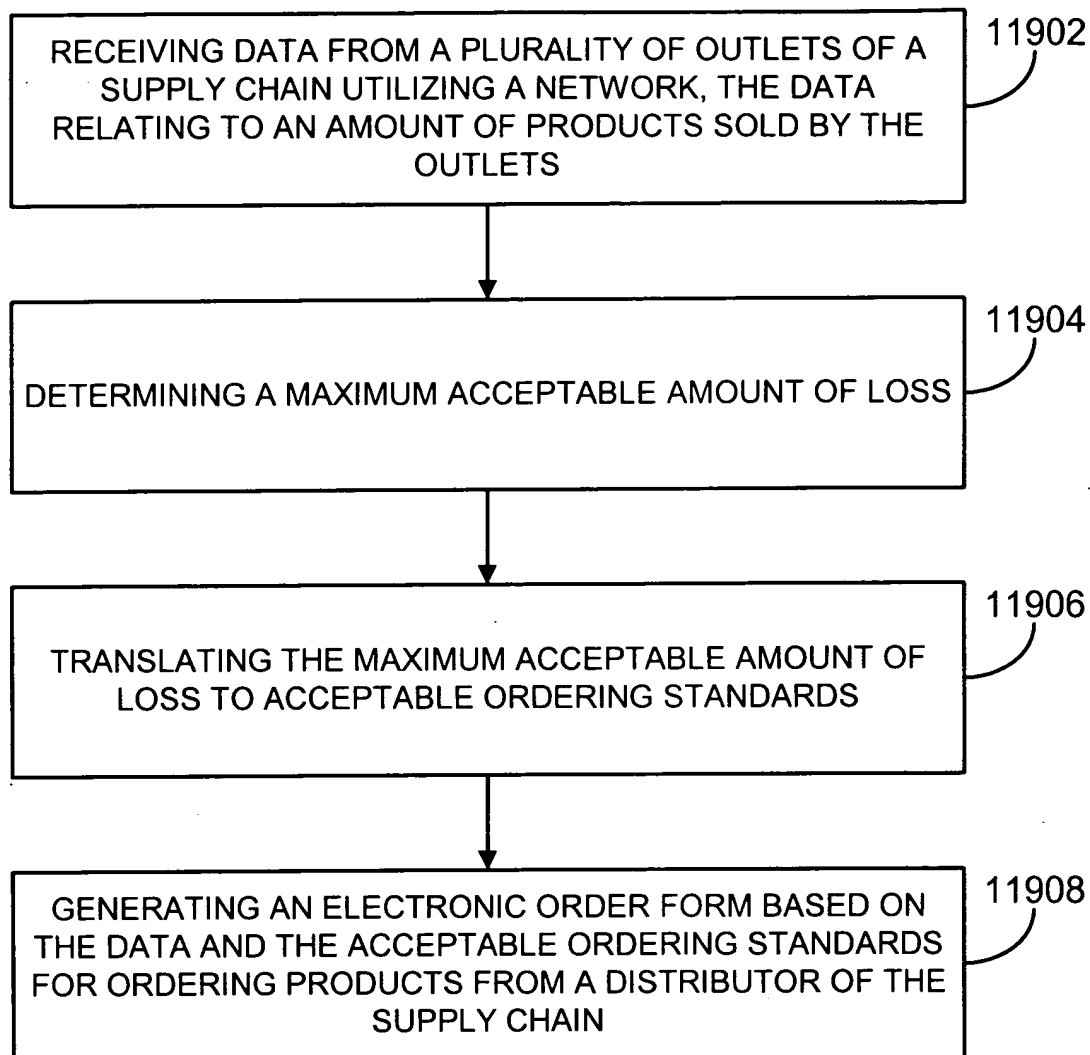 RECEIVING DATA FROM A PLURALITY OF OUTLETS OF A
SUPPLY CHAIN UTILIZING A NETWORK, THE DATA
RELATING TO AN AMOUNT OF PRODUCTS SOLD BY THE
OUTLETS
11902
DETERMINING A MAXIMUM ACCEPTABLE AMOUNT OF LOSS
11904
TRANSLATING THE MAXIMUM ACCEPTABLE AMOUNT OF
LOSS TO ACCEPTABLE ORDERING STANDARDS
11906
GENERATING AN ELECTRONIC ORDER FORM BASED ON
THE DATA AND THE ACCEPTABLE ORDERING STANDARDS
FOR ORDERING PRODUCTS FROM A DISTRIBUTOR OF THE
SUPPLY CHAIN
11908